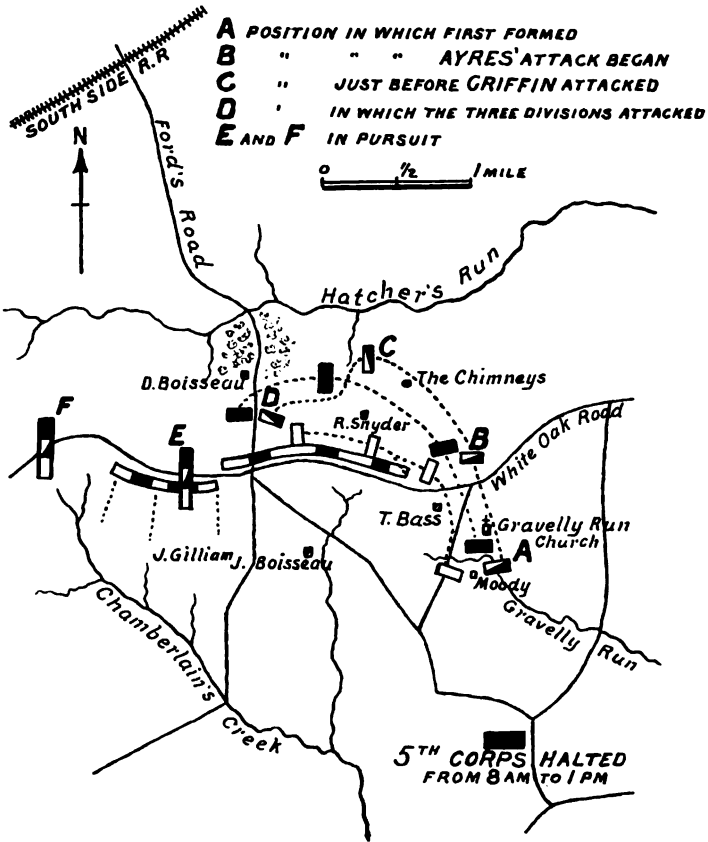 A POSITION IN WHICH FIRST FORMED
B " " " AYRES' ATTACK BEGAN
C " JUST BEFORE GRIFFIN ATTACKED
D ' IN WHICH THE THREE DIVISIONS ATTACKED
E AND F IN PURSUIT
SOUTH SIDE R.R
N
0 1/2 1 MILE
Ford's Road
Hatcher's Run
C
D. Boisseau
The Chimneys
D
R. Snyder
F
E
B
White Oak Road
T. Bass
Gravelly Run
Church
A
J. Gilliam
J. Boisseau
Moody
Gravelly Run
Chamberlain's
Creek
5TH CORPS HALTED
FROM 8 AM TO 1 PM